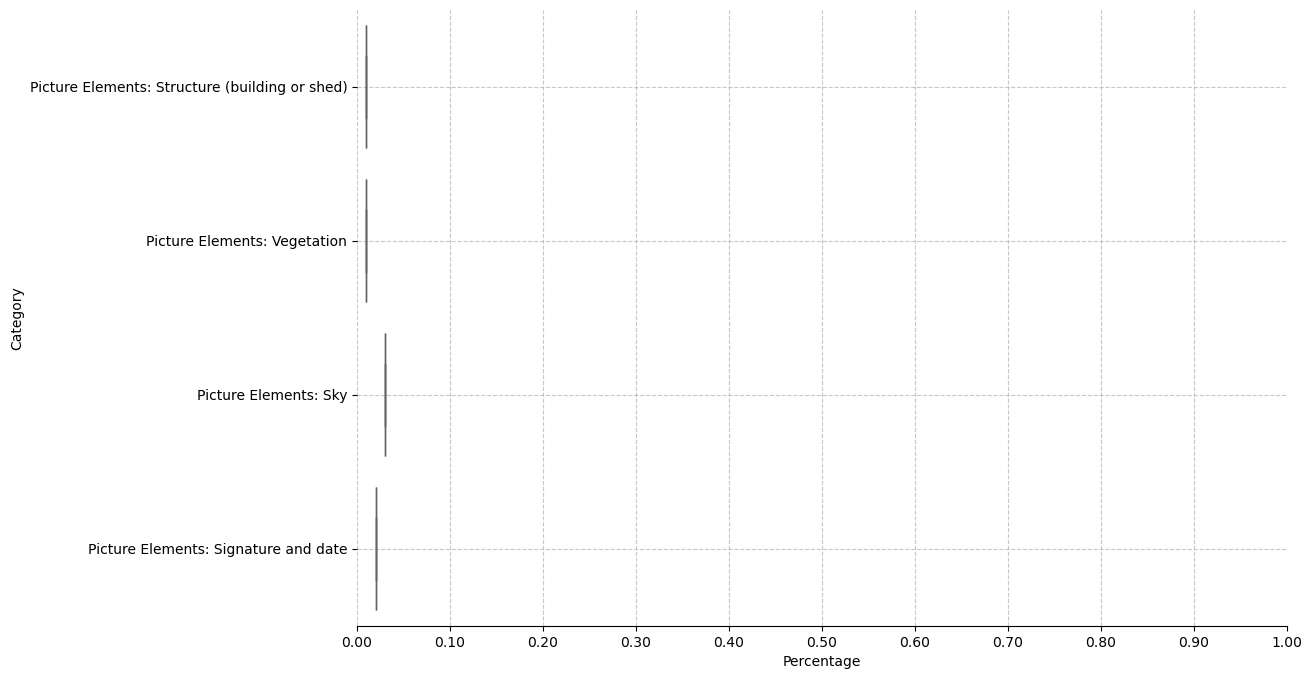 Picture Elements: Structure (building or shed)
Picture Elements: Vegetation
Category
Picture Elements: Sky
Picture Elements: Signature and date
0.00 0.10 0.20 0.30 0.40 0.50 0.60 0.70 0.80 0.90 1.00
Percentage